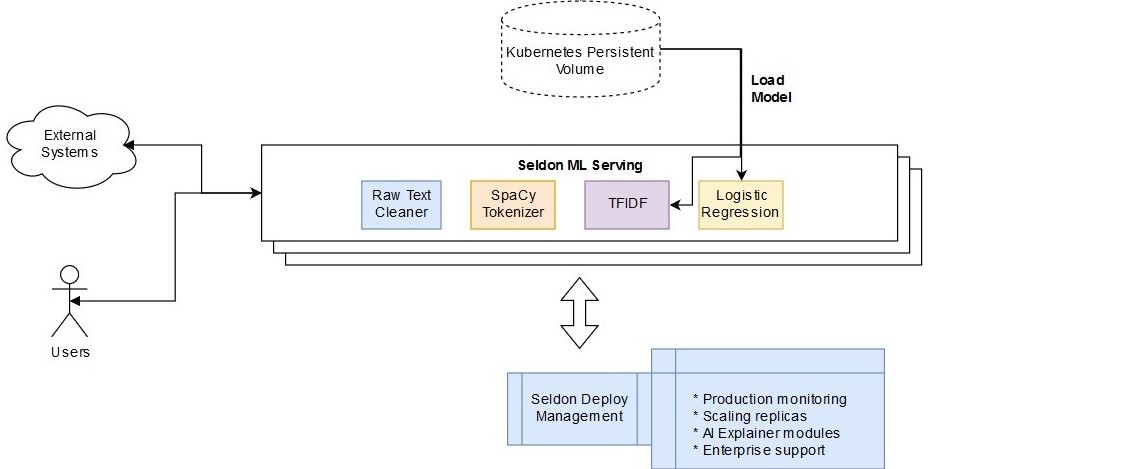 Kubernetes Persistent
Volume
Load
Model
External
Systems
Seldon ML Serving
Raw Text
Cleaner
SpaCy
Tokenizer
TFIDF
Logistic
Regression
Users
Seldon Deploy
Management
* Production monitoring
* Scaling replicas
* AI Explainer modules
* Enterprise support